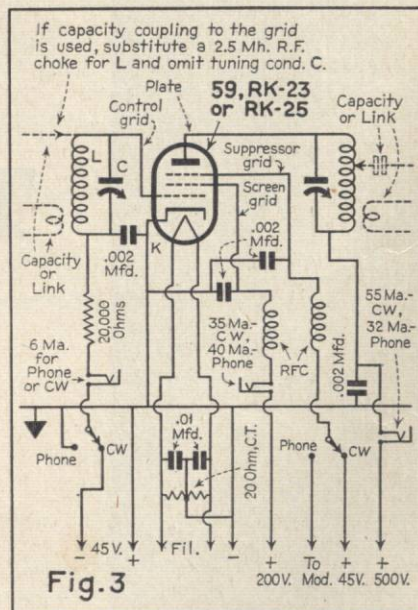 If capacity coupling to the grid
is used, substitute a 2.5 Mh. R.F.
choke for L and omit tuning cond. C.
Plate
59, RK-23
or RK-25
Control
grid
Capacity
or Link
Suppressor
grid
Screen
grid
L
C
K
Capacity
or
Link
.002
Mfd.
.002
Mfd.
20,000
Ohms
35 Ma.-
CW,
40 Ma.-
Phone
RFC
.002 Mfd.
55 Ma.-
CW,
32 Ma.-
Phone
6 Ma.
for
Phone
or CW
.01
Mfd.
20 Ohm, C.T.
Phone
CW
Phone
CW
- 45V. + Fil. - + 200V. To Mod. + 45V. + 500V.
Fig.3